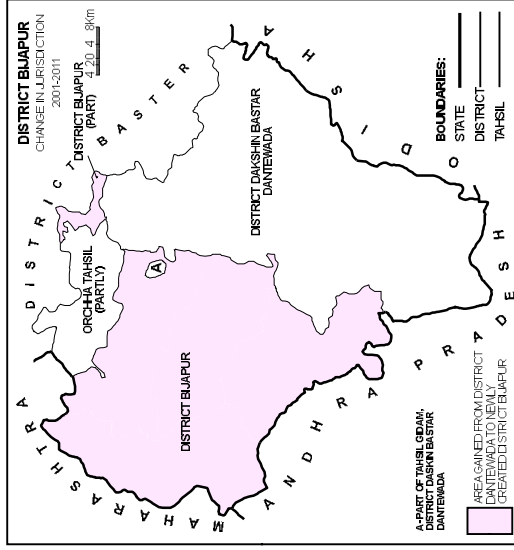 DISTRICT BIJAPUR
CHANGE IN JURISDICTION
2001-2011
4 2 0 4 8Km
DISTRICT BASTER
DISTRICT BIJAPUR
(PART)
ORCHHA TAHSIL
(PARTLY)
MAHARASHTRA
A
DISTRICT BIJAPUR
DISTRICT DAKSHIN BASTAR
DANTEWADA
ODISHA
ANDHRA PRADESH
BOUNDARIES:
STATE
DISTRICT
TAHSIL
A-PART OF TAHSIL GIDAM,
DISTRICT DASKIN BASTAR
DANTEWADA
AREA GAINED FROM DISTRICT
DANTEWADA TO NEWLY
CREATED DISTRICT BIJAPUR